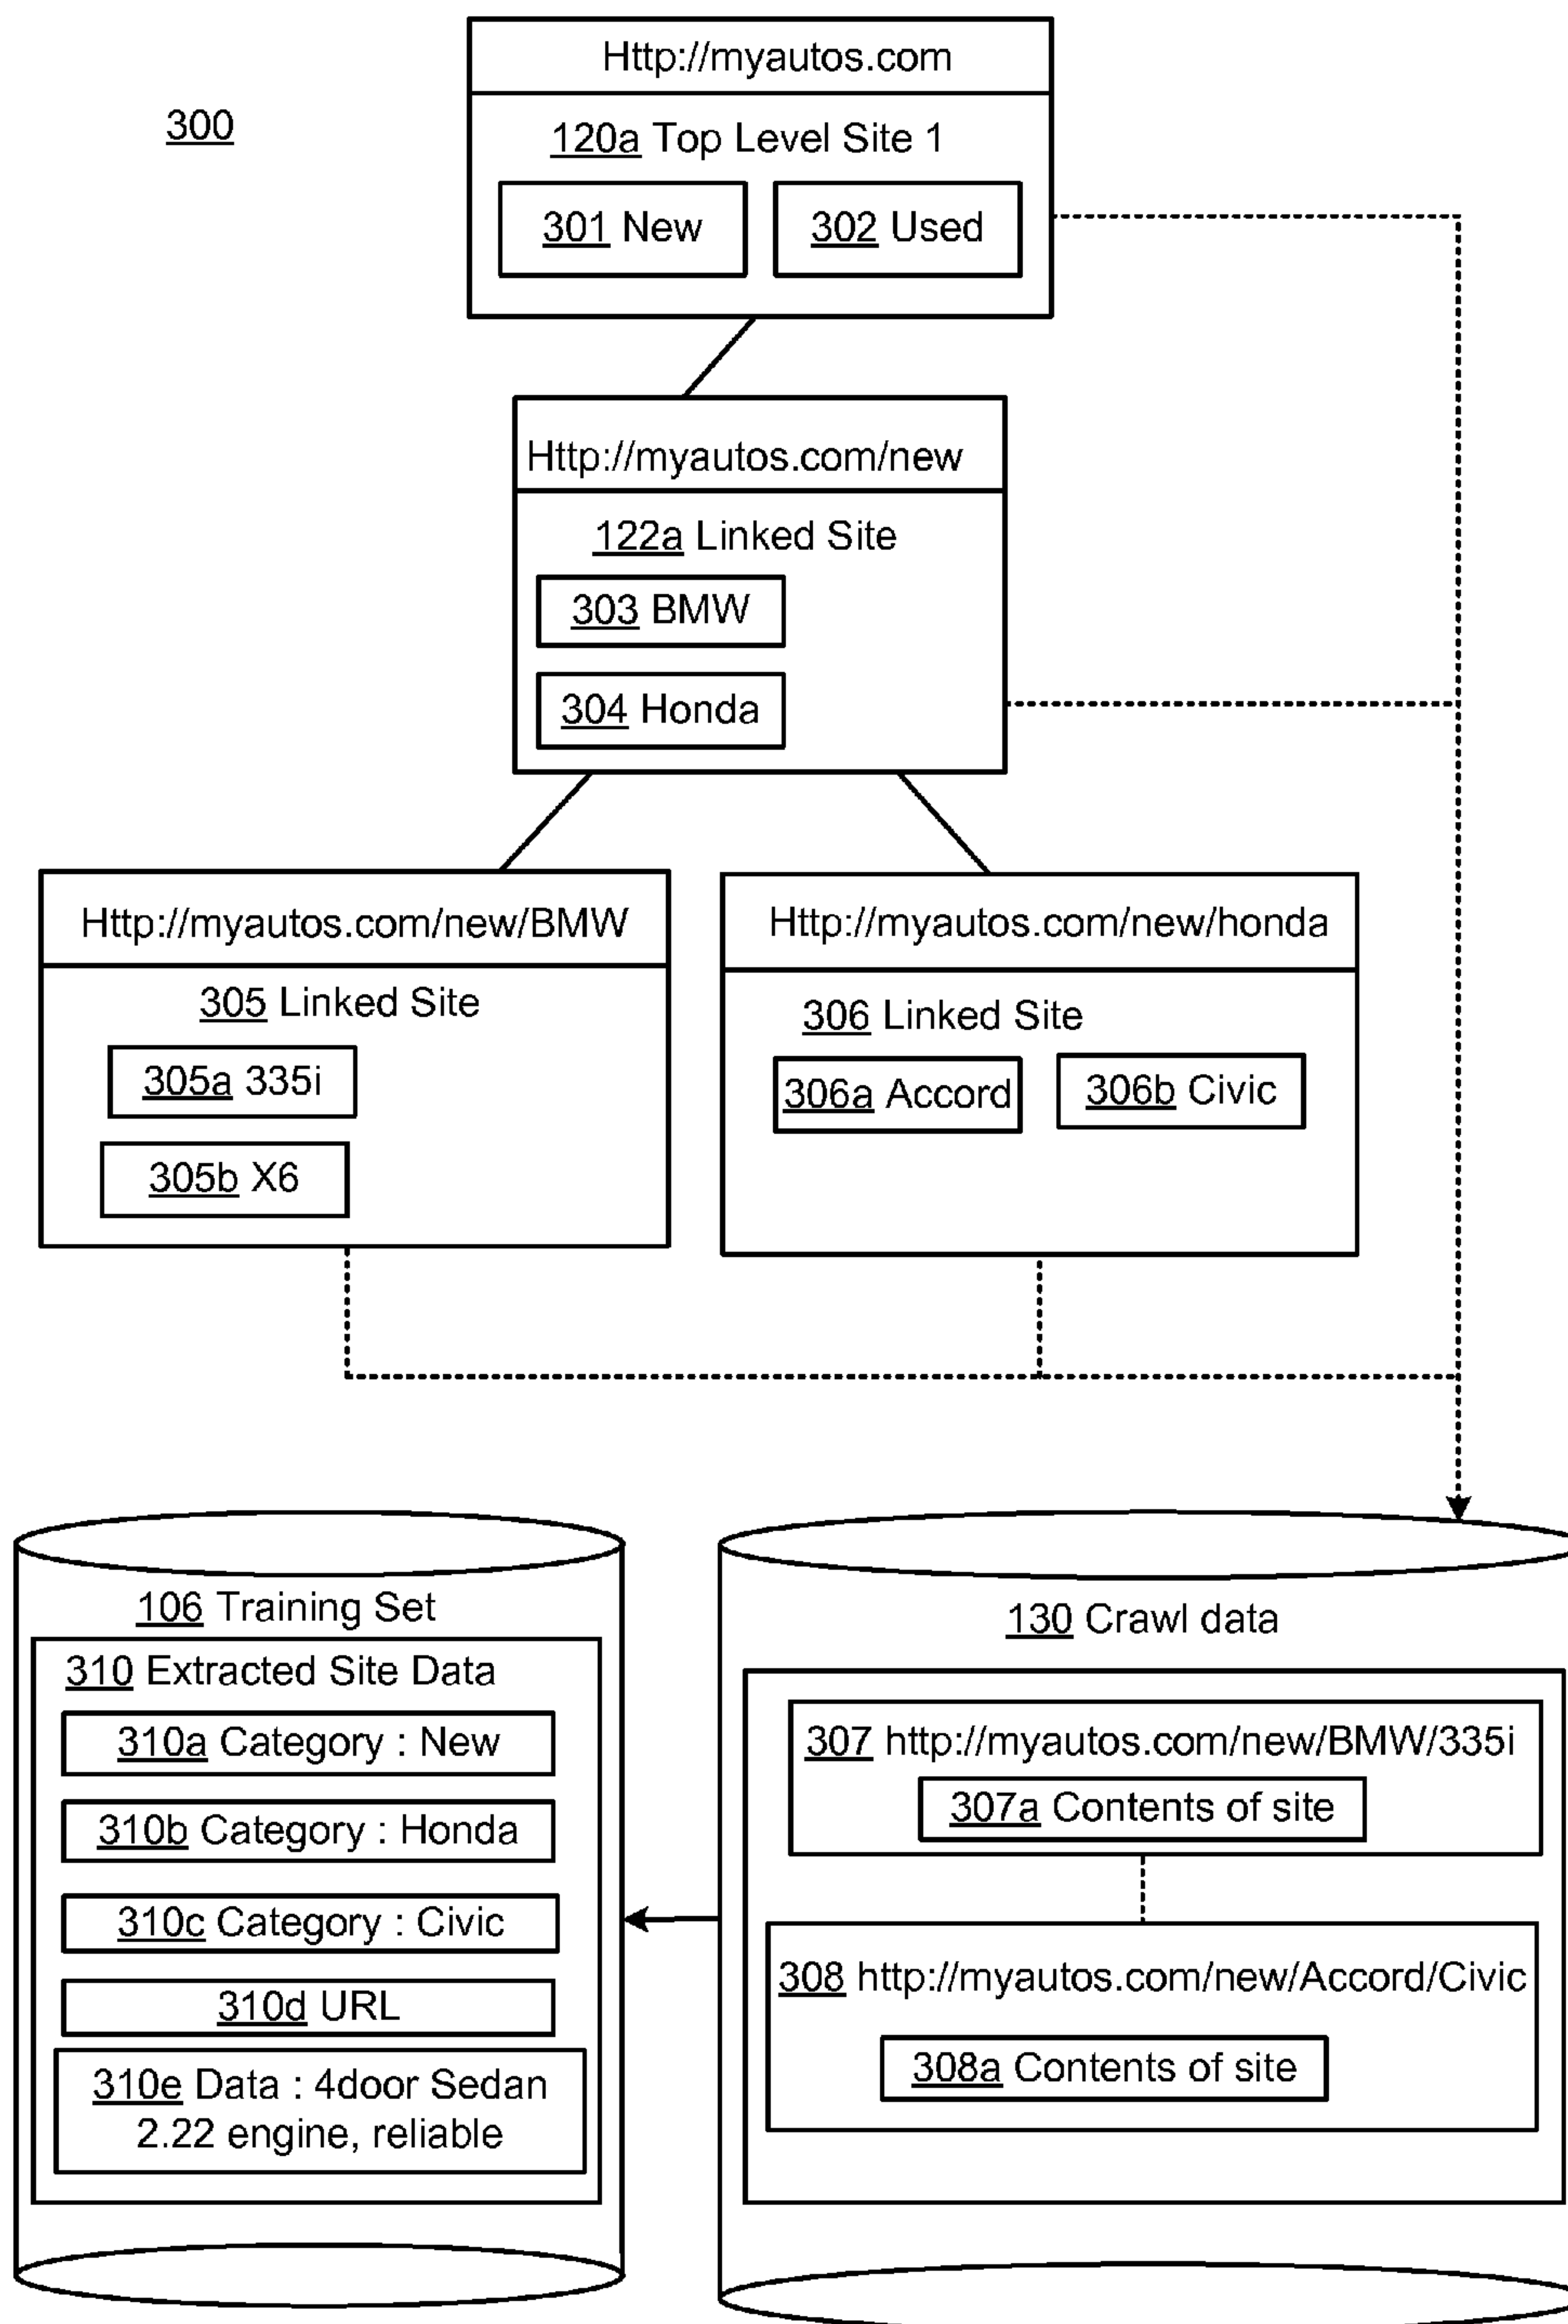 Http://myautos.com
300
120a Top Level Site 1
301 New
302 Used
Http://myautos.com/new
122a Linked Site
303 BMW
304 Honda
Http://myautos.com/new/BMW
305 Linked Site
305a 335i
305b X6
Http://myautos.com/new/honda
306 Linked Site
306a Accord
306b Civic
106 Training Set
310 Extracted Site Data
310a Category : New
310b Category : Honda
310c Category : Civic
310d URL
310e Data : 4door Sedan
2.22 engine, reliable
130 Crawl data
307 http://myautos.com/new/BMW/335i
307a Contents of site
308 http://myautos.com/new/Accord/Civic
308a Contents of site